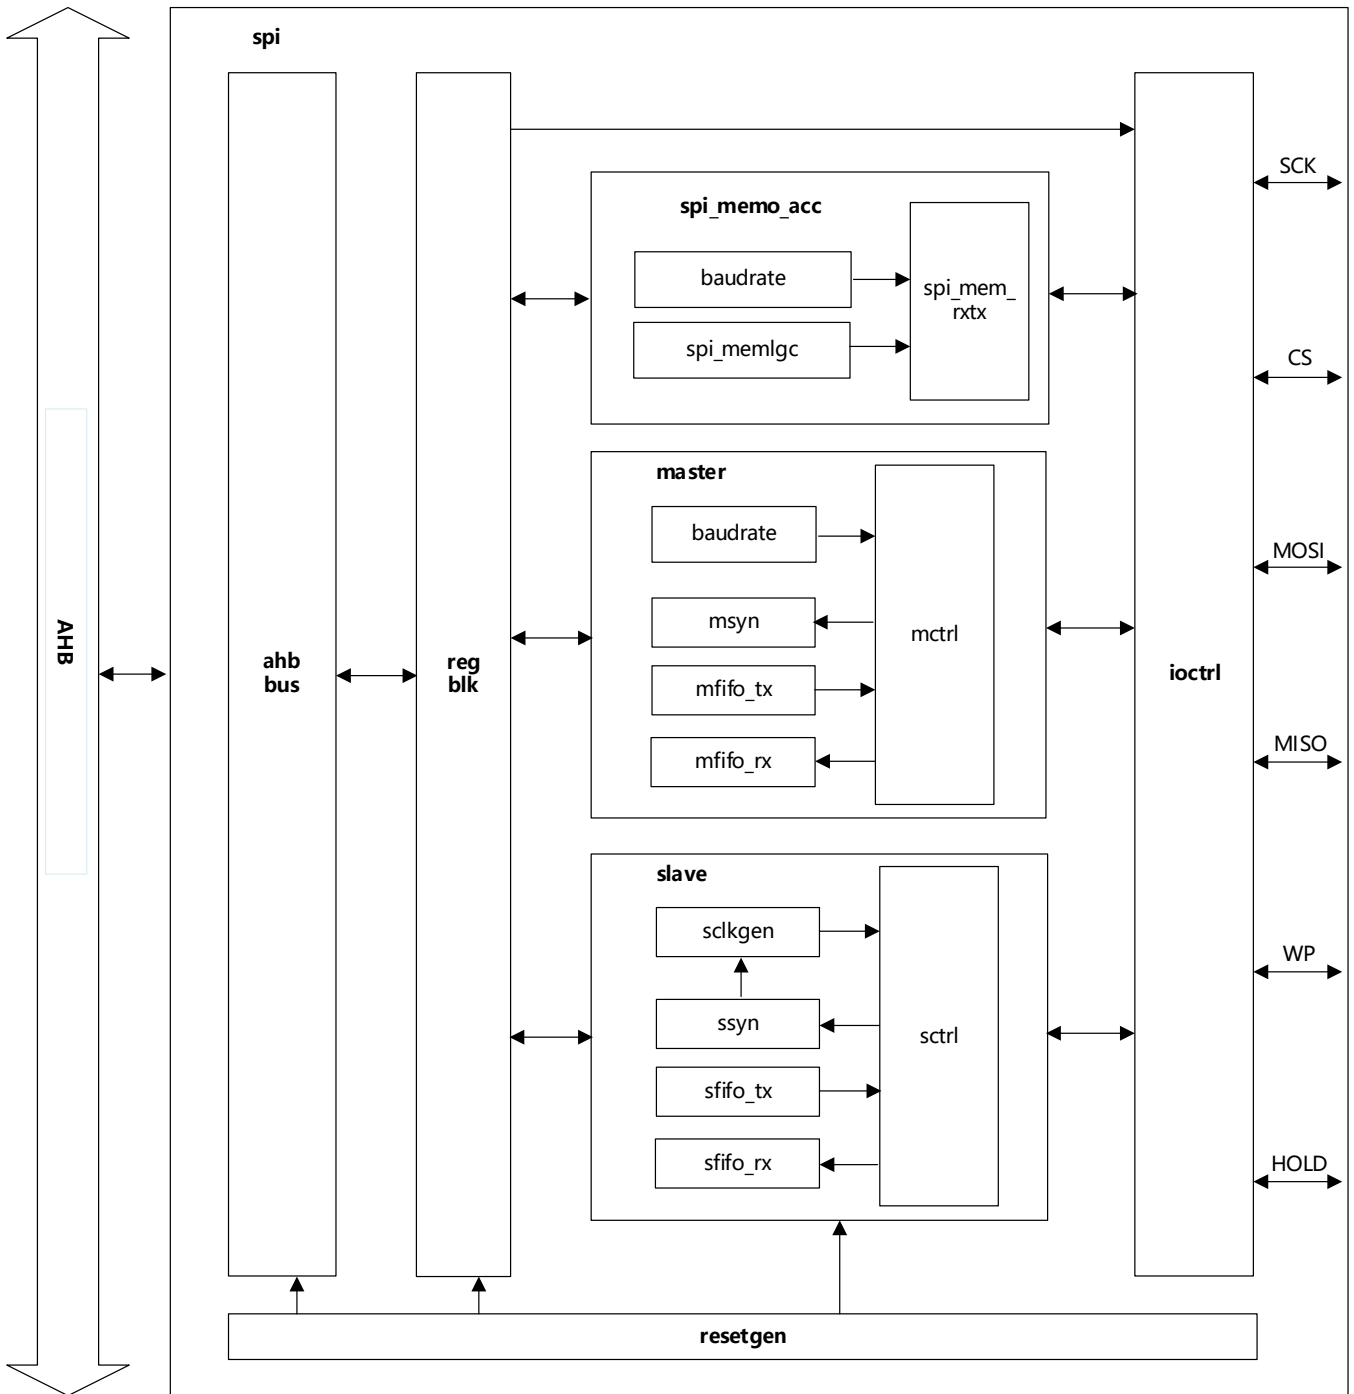 spi
AHB
ahb
bus
reg
blk
spi_memo_acc
baudrate
spi_memlgc
spi_mem_
rxtx
master
baudrate
msyn
mfifo_tx
mfifo_rx
mctrl
slave
sclkgen
ssyn
sfifo_tx
sfifo_rx
sctrl
ioctrl
SCK
CS
MOSI
MISO
WP
HOLD
resetgen